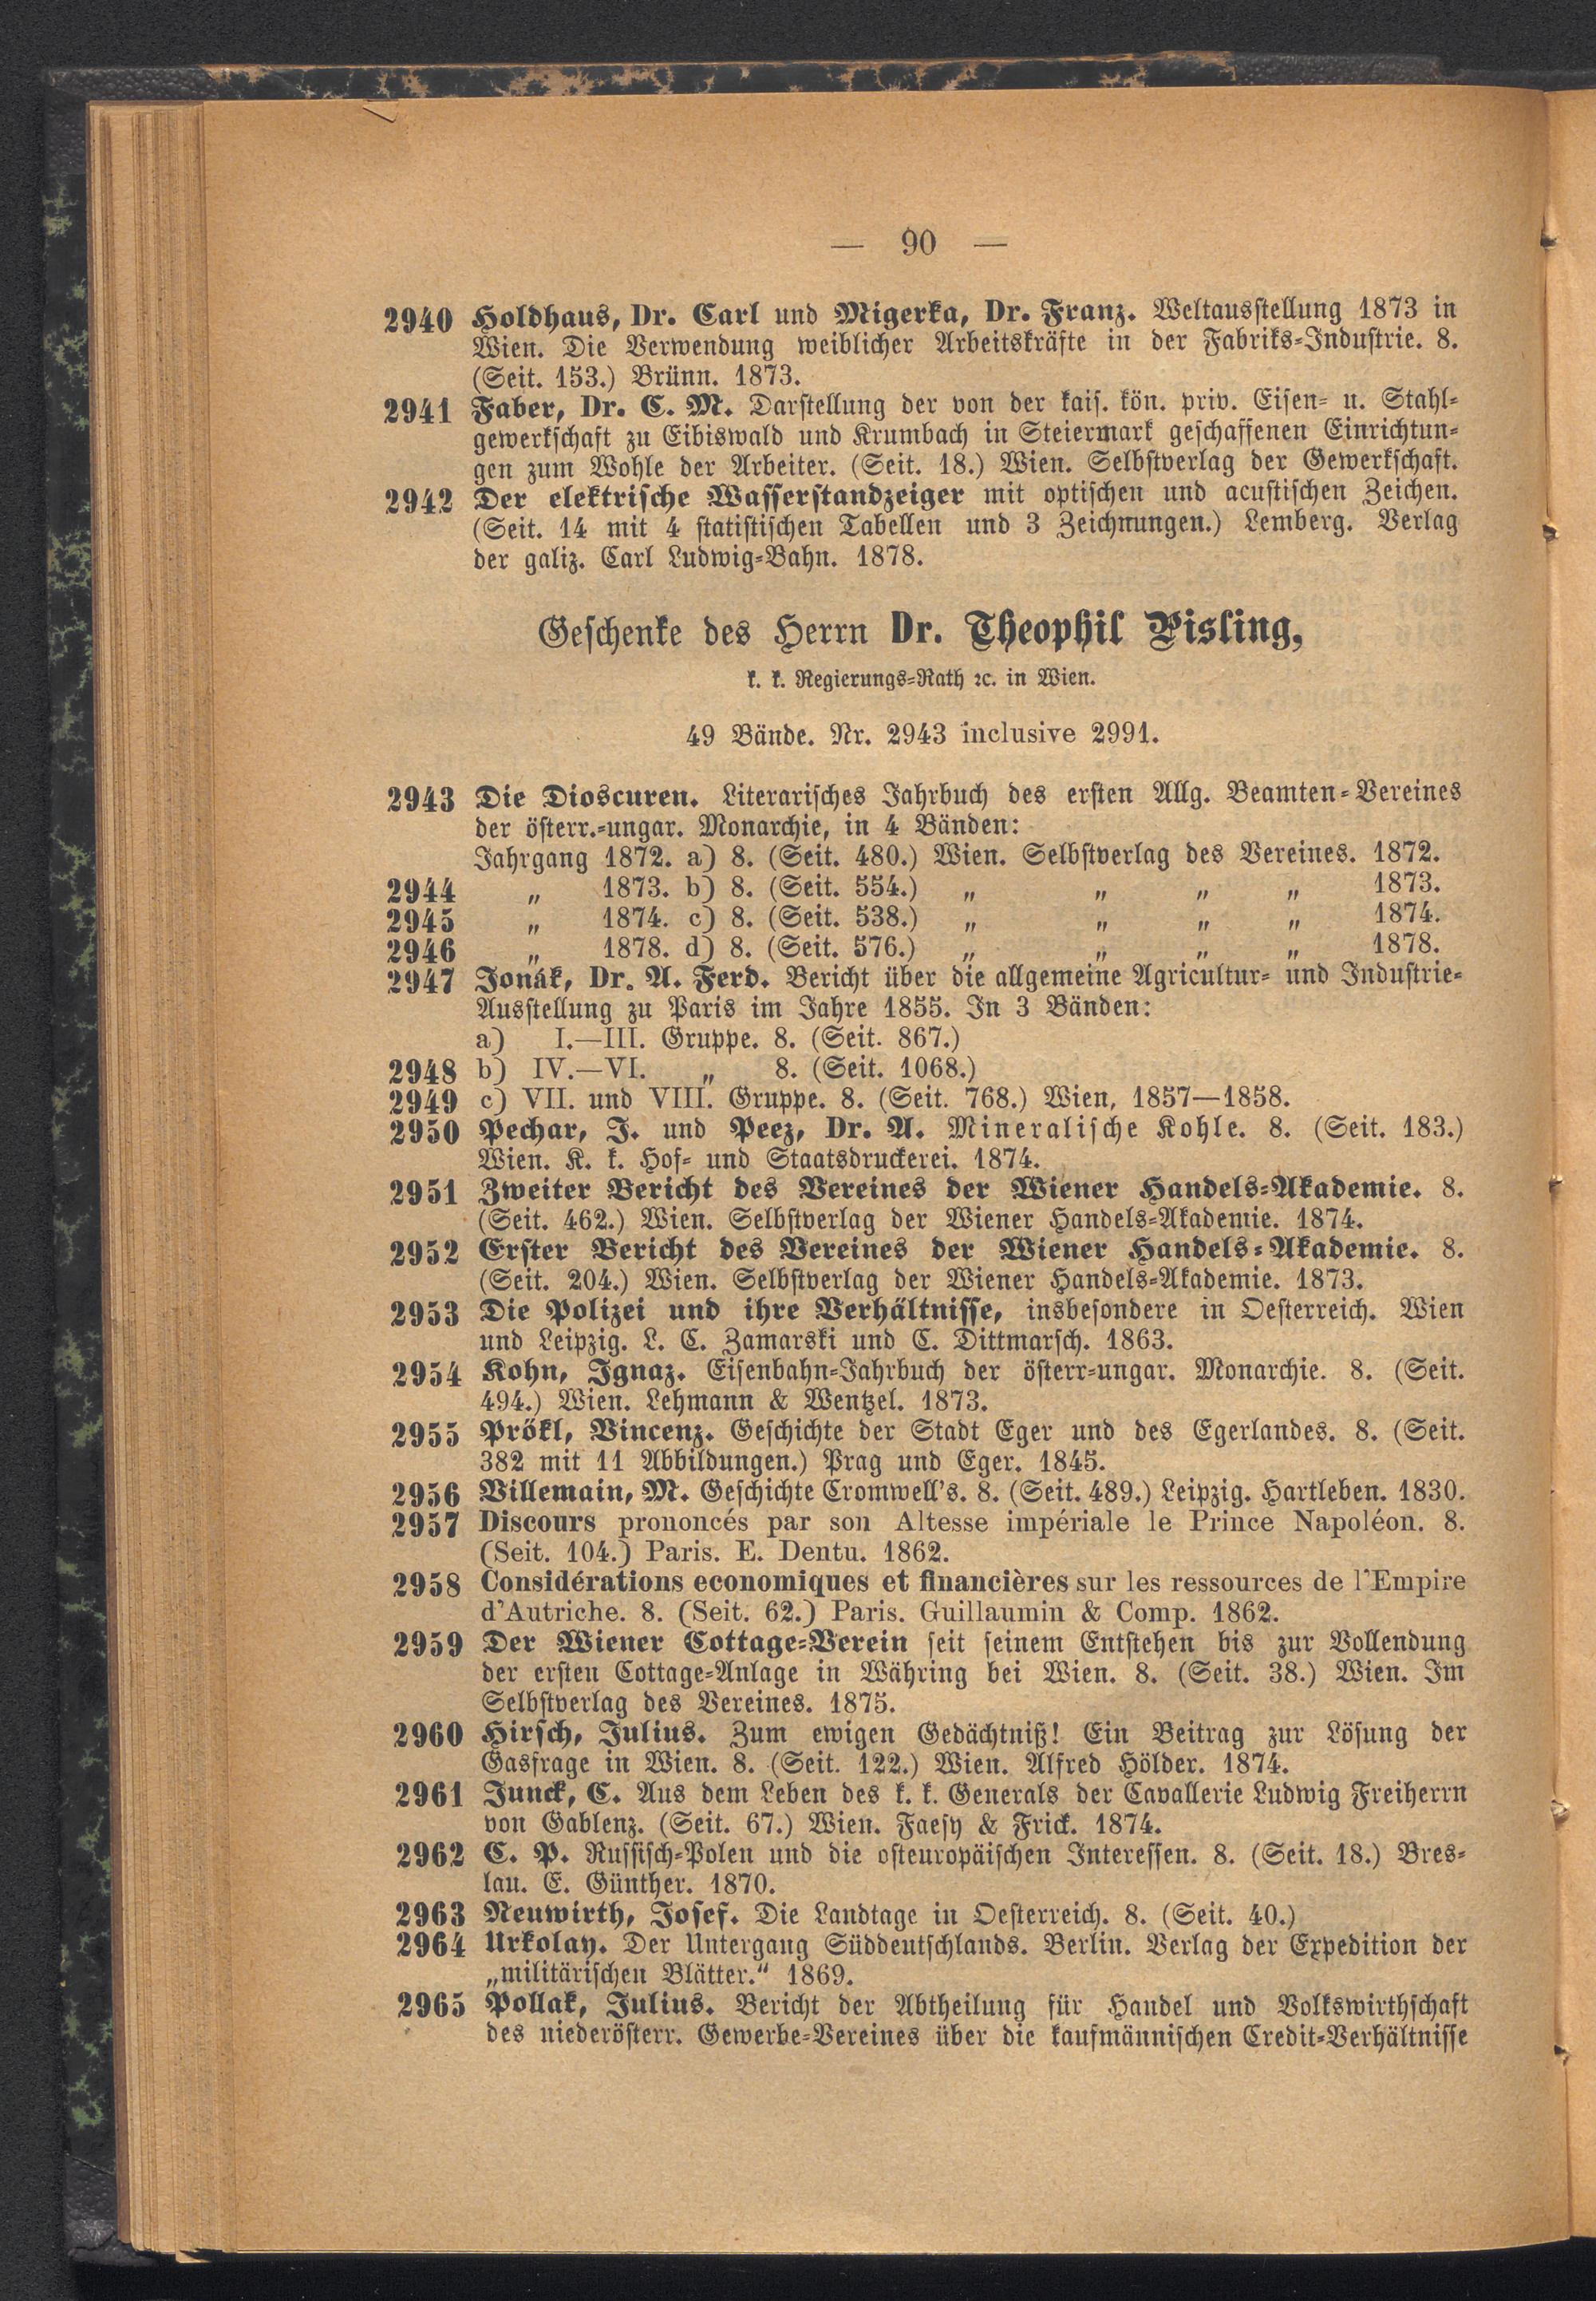 — 90 —
2940 Holdhaus, Dr. Carl und Migerka, Dr. Franz. Weltausstellung 1873 in
Wien. Die Verwendung weiblicher Arbeitskräfte in der Fabriks-Industrie. 8.
(Seit. 153.) Brünn. 1873.
2941 Faber, Dr. C. M. Darstellung der von der kais. kön. priv. Eisen- u. Stahl-
gewerkschaft zu Eibiswald und Krumbach in Steiermark geschaffenen Einrichtun-
gen zum Wohle der Arbeiter. (Seit. 18.) Wien. Selbstverlag der Gewerkschaft.
2942 Der elektrische Wasserstandzeiger mit optischen und acustischen Zeichen.
(Seit. 14 mit 4 statistischen Tabellen und 3 Zeichnungen.) Lemberg. Verlag
der galiz. Carl Ludwig-Bahn. 1878.
Geschenke des Herrn Dr. Theophil Pisling,
k. k. Regierungs-Rath ꝛc. in Wien.
49 Bände. Nr. 2943 inclusive 2991.
2943 Die Dioscuren. Literarisches Jahrbuch des ersten Allg. Beamten-Vereines
der österr.-ungar. Monarchie, in 4 Bänden:
Jahrgang 1872. a) 8. (Seit. 480.) Wien. Selbstverlag des Vereines. 1872.
2944 „ 1873. b) 8. (Seit. 554.) „ „ „ „ 1873.
2945 „ 1874. c) 8. (Seit. 538.) „ „ „ „ 1874.
2946 „ 1878. d) 8. (Seit. 576.) „ „ „ „ 1878.
2947 Jonák, Dr. A. Ferd. Bericht über die allgemeine Agricultur- und Industrie-
Ausstellung zu Paris im Jahre 1855. In 3 Bänden:
a) I.—III. Gruppe. 8. (Seit. 867.)
2948 b) IV.—VI. „ 8. (Seit. 1068.)
2949 c) VII. und VIII. Gruppe. 8. (Seit. 768.) Wien, 1857—1858.
2950 Pechar, J. und Peez, Dr. A. Mineralische Kohle. 8. (Seit. 183.)
Wien. K. k. Hof- und Staatsdruckerei. 1874.
2951 Zweiter Bericht des Vereines der Wiener Handels-Akademie. 8.
(Seit. 462.) Wien. Selbstverlag der Wiener Handels-Akademie. 1874.
2952 Erster Bericht des Vereines der Wiener Handels-Akademie. 8.
(Seit. 204.) Wien. Selbstverlag der Wiener Handels-Akademie. 1873.
2953 Die Polizei und ihre Verhältnisse, insbesondere in Oesterreich. Wien
und Leipzig. L. C. Zamarski und C. Dittmarsch. 1863.
2954 Kohn, Ignaz. Eisenbahn-Jahrbuch der österr-ungar. Monarchie. 8. (Seit.
494.) Wien. Lehmann & Wentzel. 1873.
2955 Prökl, Vincenz. Geschichte der Stadt Eger und des Egerlandes. 8. (Seit.
382 mit 11 Abbildungen.) Prag und Eger. 1845.
2956 Villemain, M. Geschichte Cromwell's. 8. (Seit. 489.) Leipzig. Hartleben. 1830.
2957 Discours prononcés par son Altesse impériale le Prince Napoléon. 8.
(Seit. 104.) Paris. E. Dentu. 1862.
2958 Considérations economiques et financières sur les ressources de l'Empire
d'Autriche. 8. (Seit. 62.) Paris. Guillaumin & Comp. 1862.
2959 Der Wiener Cottage-Verein seit seinem Entstehen bis zur Vollendung
der ersten Cottage-Anlage in Währing bei Wien. 8. (Seit. 38.) Wien. Im
Selbstverlag des Vereines. 1875.
2960 Hirsch, Julius. Zum ewigen Gedächtniß! Ein Beitrag zur Lösung der
Gasfrage in Wien. 8. (Seit. 122.) Wien. Alfred Hölder. 1874.
2961 Junck, C. Aus dem Leben des k. k. Generals der Cavallerie Ludwig Freiherrn
von Gablenz. (Seit. 67.) Wien. Faesy & Frick. 1874.
2962 C. P. Russisch-Polen und die osteuropäischen Interessen. 8. (Seit. 18.) Bres-
lau. E. Günther. 1870.
2963 Neuwirth, Josef. Die Landtage in Oesterreich. 8. (Seit. 40.)
2964 Urkolay. Der Untergang Süddeutschlands. Berlin. Verlag der Expedition der
„militärischen Blätter.“ 1869.
2965 Pollak, Julius. Bericht der Abtheilung für Handel und Volkswirthschaft
des niederösterr. Gewerbe-Vereines über die kaufmännischen Credit-Verhältnisse